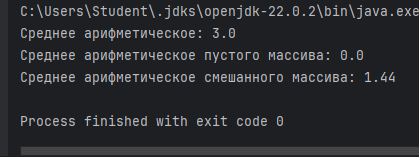 C:\Users\Student\.jdks\openjdk-22.0.2\bin\java.exe
Среднее арифметическое: 3.0
Среднее арифметическое пустого массива: 0.0
Среднее арифметическое смешанного массива: 1.44
Process finished with exit code 0